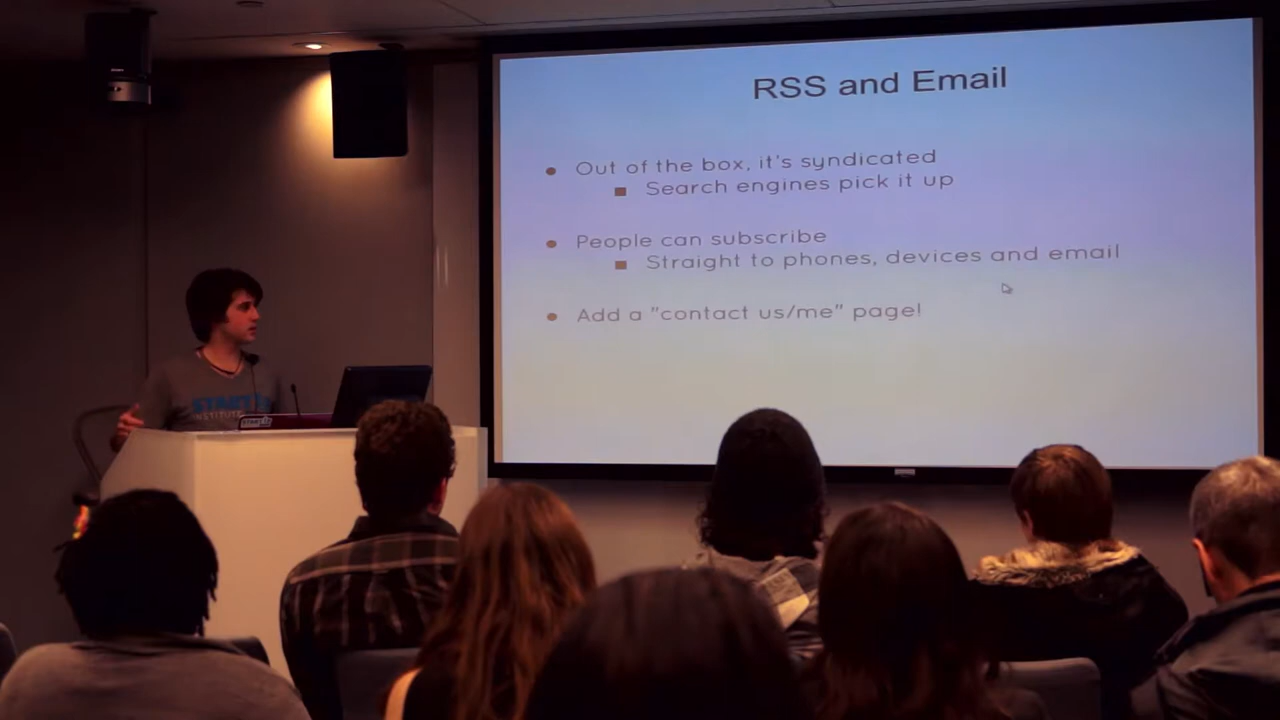 RSS and Email
Out of the box, it's syndicated
Search engines pick it up
People can subscribe
Straight to phones, devices and email
Add a "contact us/me" page!
INSTITUTE